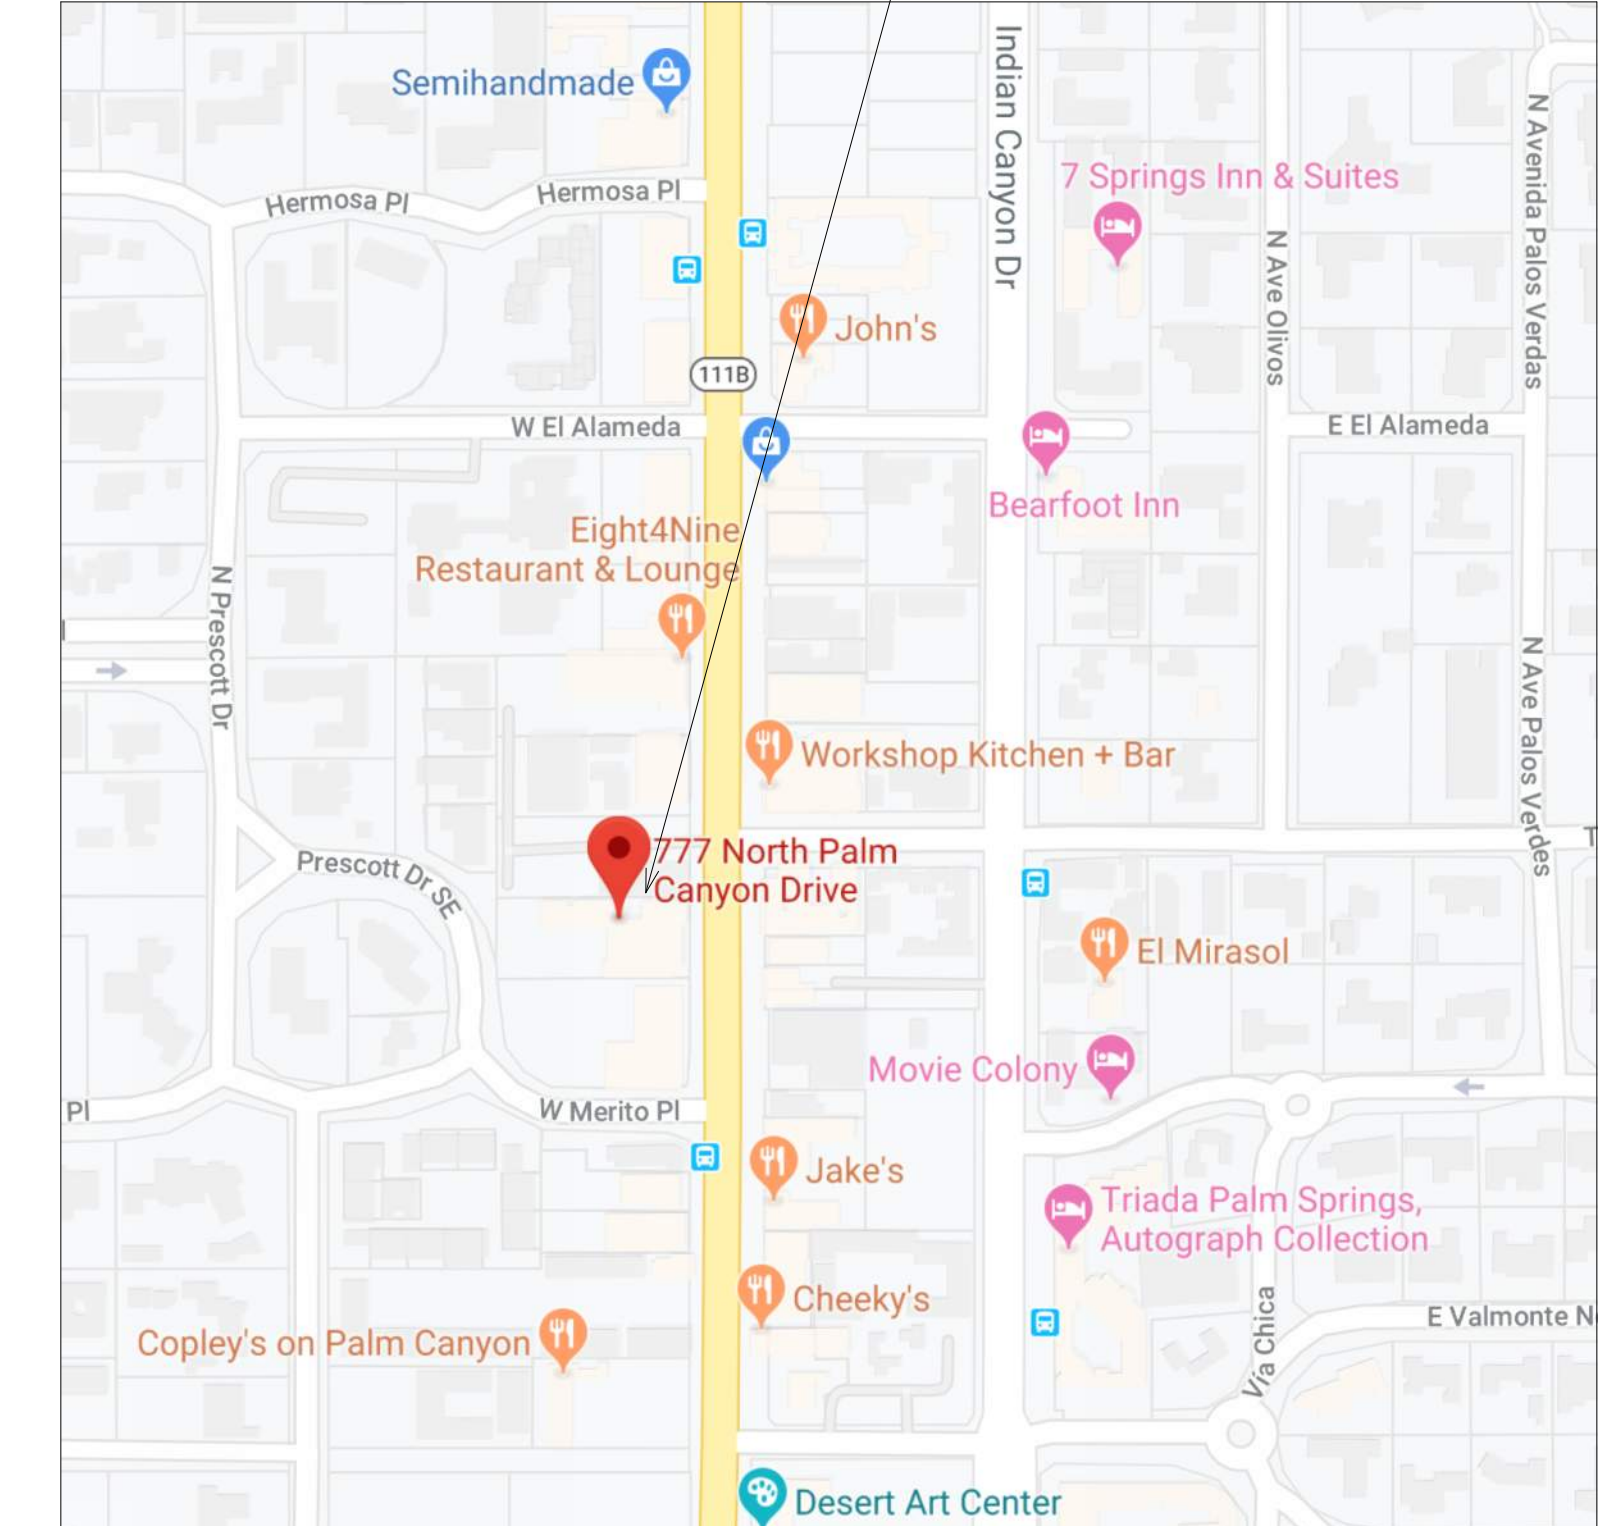 Semihandmade
Indian Canyon Dr
N Avenida Palos Verdas
7 Springs Inn & Suites
Hermosa Pl
Hermosa Pl
N Ave Olivos
John's
111B
W El Alameda
E El Alameda
Bearfoot Inn
Eight4Nine
Restaurant & Lounge
N Prescott Dr
N Ave Palos Verdes
Workshop Kitchen + Bar
777 North Palm
Canyon Drive
Prescott Dr SE
El Mirasol
Movie Colony
Pl
W Merito Pl
Jake's
Triada Palm Springs,
Autograph Collection
Cheeky's
Vía Chica
E Valmonte N
Copley's on Palm Canyon
Desert Art Center